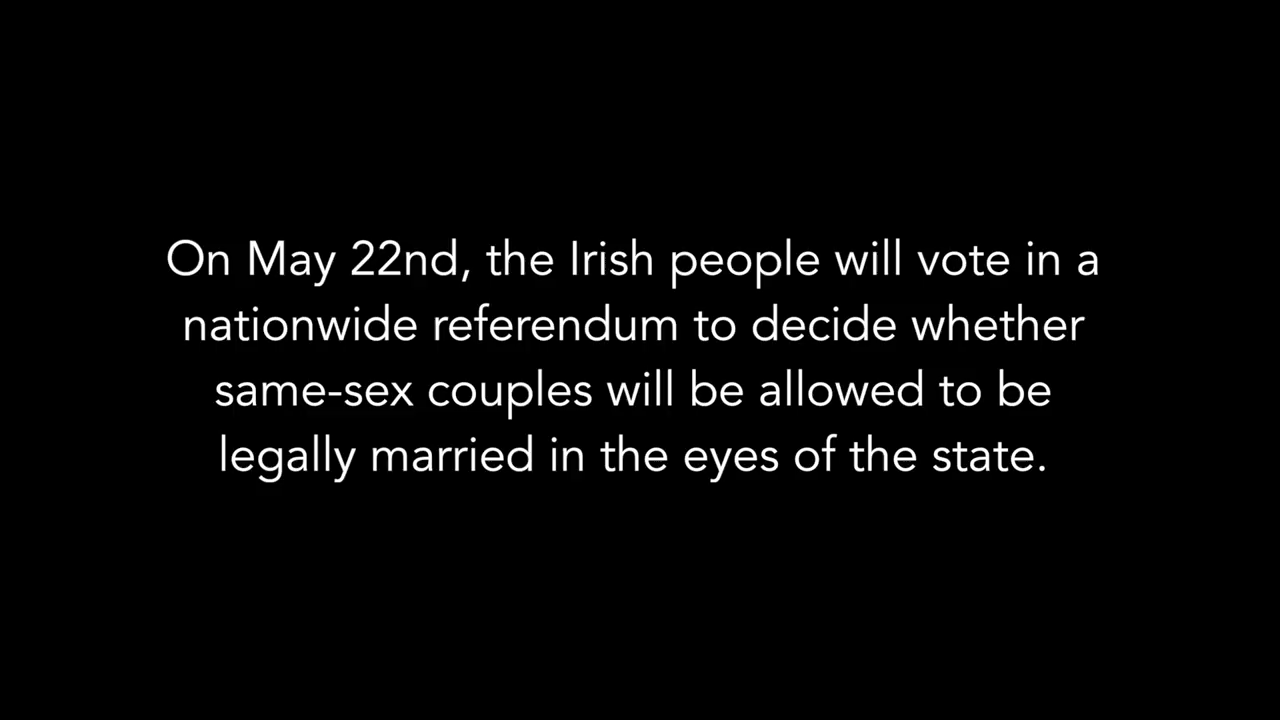 On May 22nd, the Irish people will vote in a
nationwide referendum to decide whether
same-sex couples will be allowed to be
legally married in the eyes of the state.